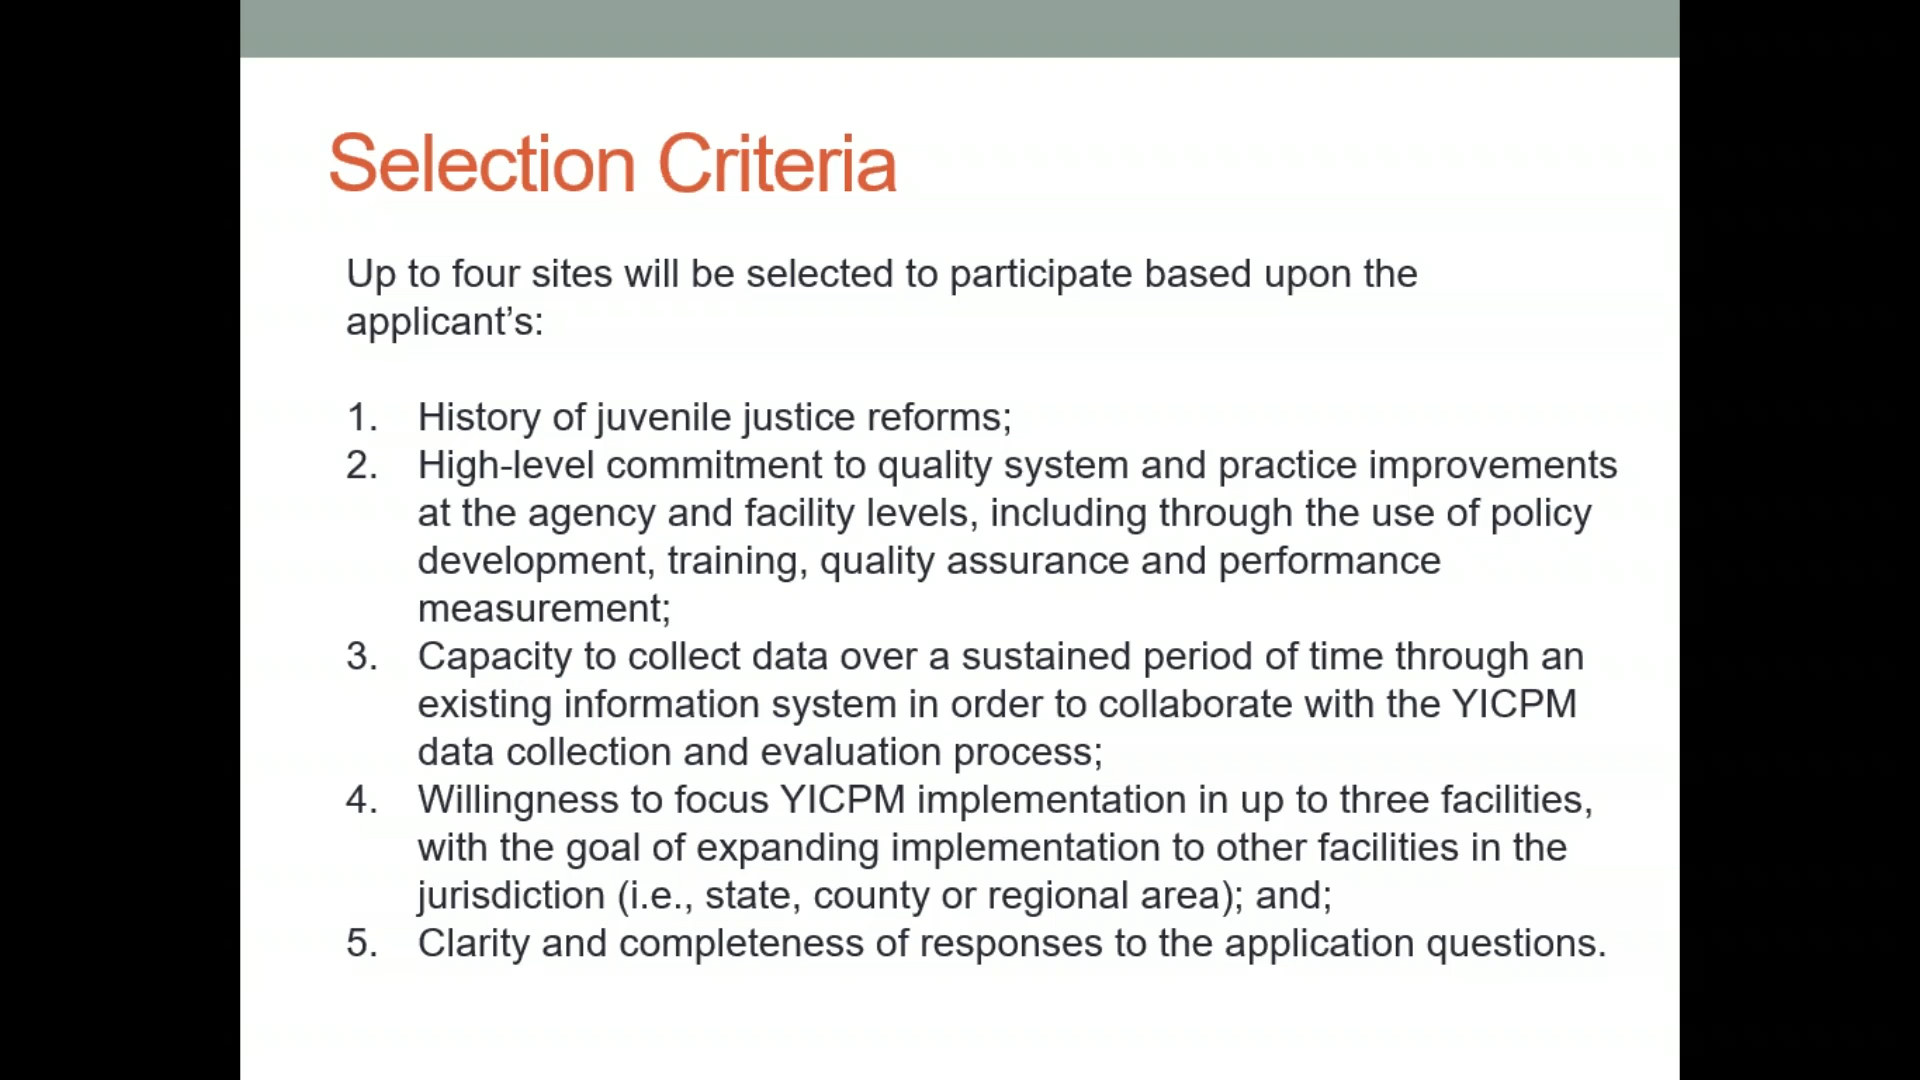 Selection Criteria
Up to four sites will be selected to participate based upon the
applicant’s:
1. History of juvenile justice reforms;
2. High-level commitment to quality system and practice improvements
at the agency and facility levels, including through the use of policy
development, training, quality assurance and performance
measurement;
3. Capacity to collect data over a sustained period of time through an
existing information system in order to collaborate with the YICPM
data collection and evaluation process;
4. Willingness to focus YICPM implementation in up to three facilities,
with the goal of expanding implementation to other facilities in the
jurisdiction (i.e., state, county or regional area); and;
5. Clarity and completeness of responses to the application questions.